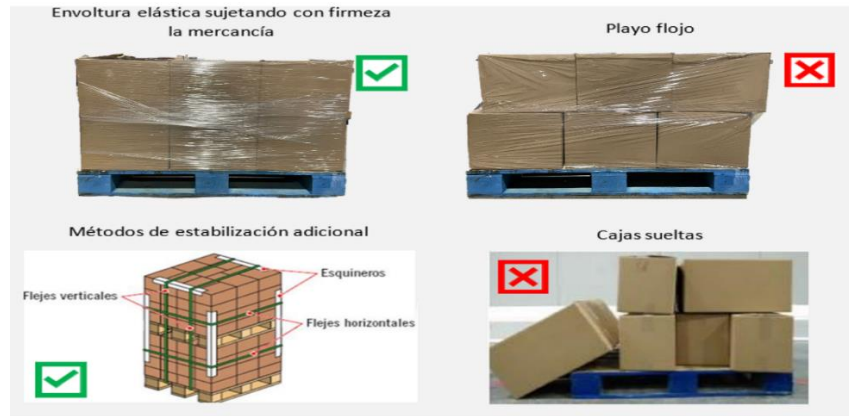 Envoltura elástica sujetando con firmeza
la mercancía
Playo flojo
Métodos de estabilización adicional
Cajas sueltas
Esquineros
Flejes verticales
Flejes horizontales